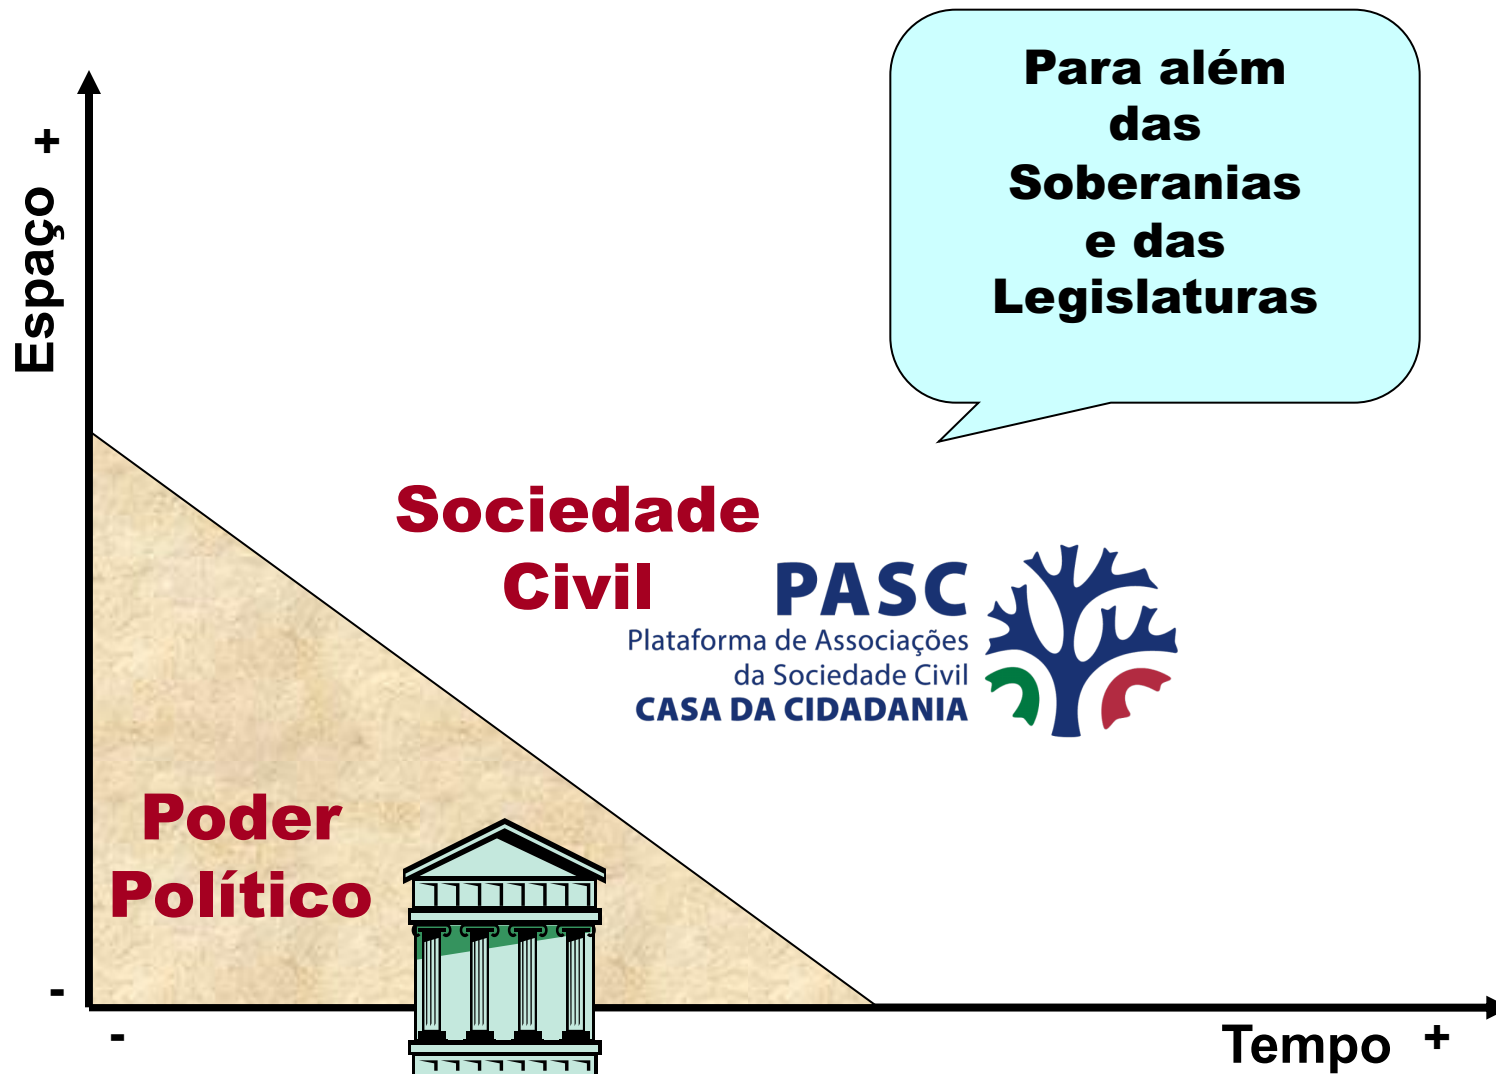 Para além
das
Soberanias
e das
Legislaturas
Espaço +
Sociedade
Civil
PASC
Plataforma de Associações
da Sociedade Civil
CASA DA CIDADANIA
Poder
Político
-
-
Tempo +